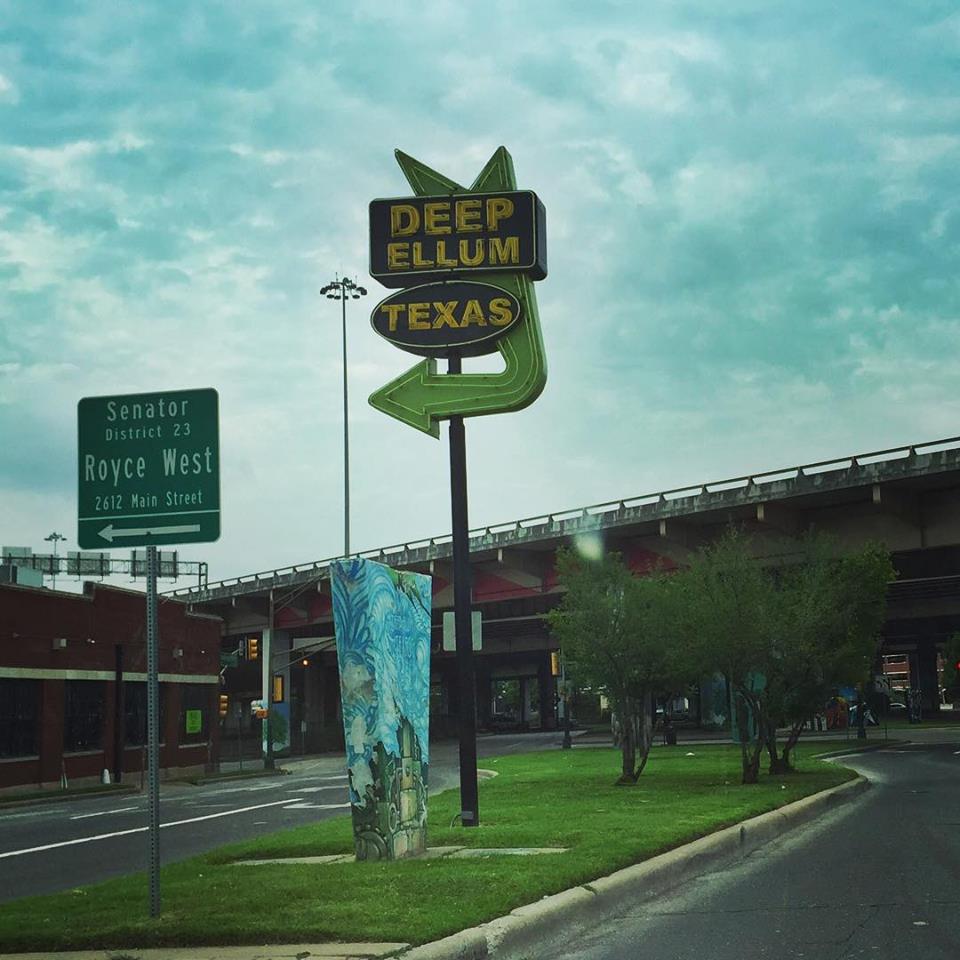 DEEP
ELLUM
TEXAS
Senator
District 23
Royce West
2612 Main Street